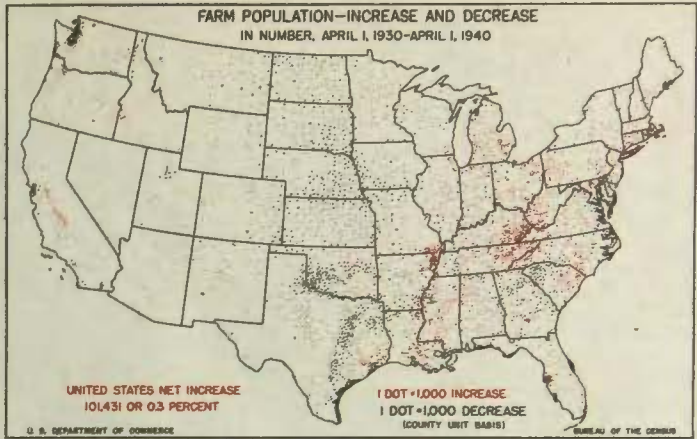 FARM POPULATION—INCREASE AND DECREASE
IN NUMBER, APRIL 1, 1930-APRIL 1, 1940
UNITED STATES NET INCREASE
101,431 OR 0.3 PERCENT
1 DOT = 1,000 INCREASE
1 DOT = 1,000 DECREASE
(COUNTY UNIT BASIS)
U. S. DEPARTMENT OF COMMERCE
BUREAU OF THE CENSUS